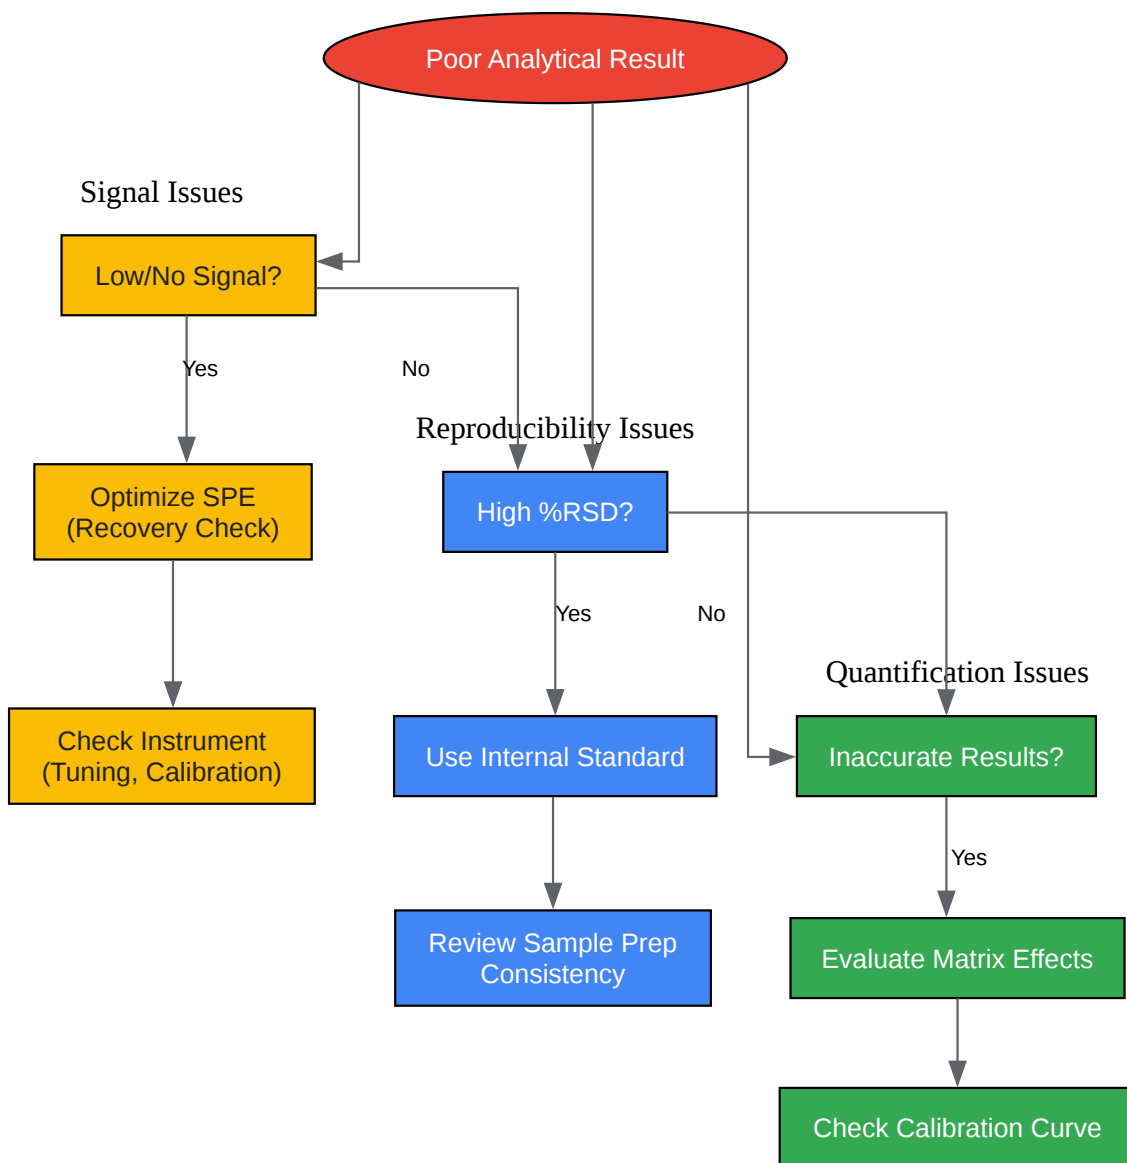 Poor Analytical Result
Signal Issues
Low/No Signal?
Yes
No
Reproducibility Issues
Optimize SPE
(Recovery Check)
High %RSD?
Yes
No
Quantification Issues
Check Instrument
(Tuning, Calibration)
Use Internal Standard
Inaccurate Results?
Yes
Review Sample Prep
Consistency
Evaluate Matrix Effects
Check Calibration Curve